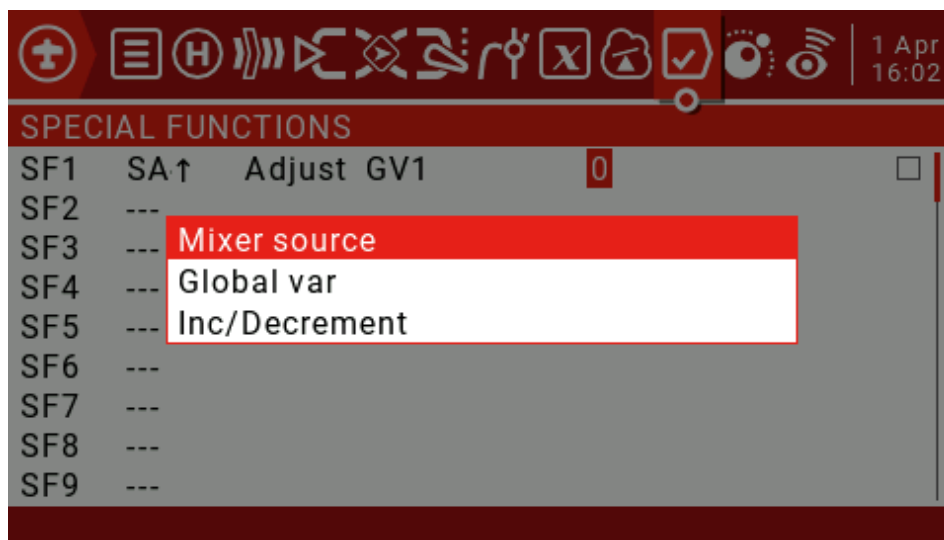 H x 1 Apr
16:02
SPECIAL FUNCTIONS
SF1 SA↑ Adjust GV1 0
SF2 ---
SF3 --- Mixer source
SF4 --- Global var
SF5 --- Inc/Decrement
SF6 ---
SF7 ---
SF8 ---
SF9 ---